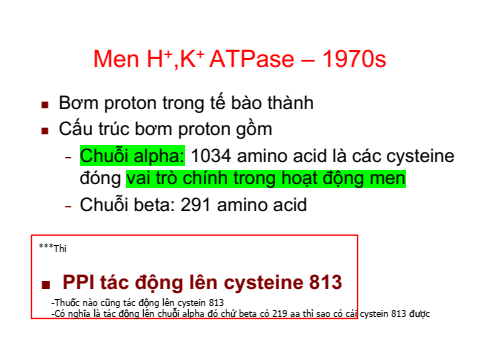 Men H⁺,K⁺ ATPase – 1970s
■ Bơm proton trong tế bào thành
■ Cấu trúc bơm proton gồm
– Chuỗi alpha: 1034 amino acid là các cysteine
đóng vai trò chính trong hoạt động men
– Chuỗi beta: 291 amino acid
***Thi
■ PPI tác động lên cysteine 813
-Thuốc nào cũng tác động lên cystein 813
-Có nghĩa là tác động lên chuỗi alpha đó chứ beta có 219 aa thì sao có cái cystein 813 được